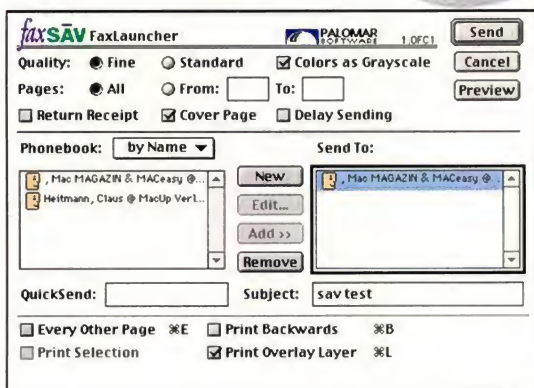 faxSĀV FaxLauncher PALOMAR SOFTWARE 1.0FC1 Send
Quality: Fine Standard Colors as Grayscale Cancel
Pages: All From: To: Preview
Return Receipt Cover Page Delay Sending
Phonebook: by Name Send To:
, Mac MAGAZIN & MACeasy @... New , Mac MAGAZIN & MACeasy @...
Heitmann, Claus @ MacUp Verl... Edit...
Add >>
Remove
QuickSend: Subject: sav test
Every Other Page ⌘E Print Backwards ⌘B
Print Selection Print Overlay Layer ⌘L